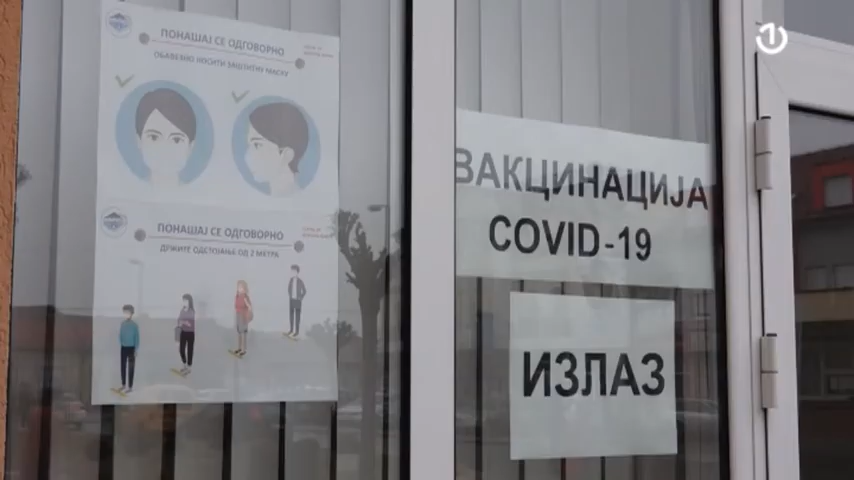 ПОНАШАЈ СЕ ОДГОВОРНО
ОБАВЕЗНО НОСИТИ ЗАШТИТНУ МАСКУ
ПОНАШАЈ СЕ ОДГОВОРНО
ДРЖИТЕ ОДСТОЈАЊЕ ОД 2 МЕТРА
ВАКЦИНАЦИЈА
COVID-19
ИЗЛАЗ